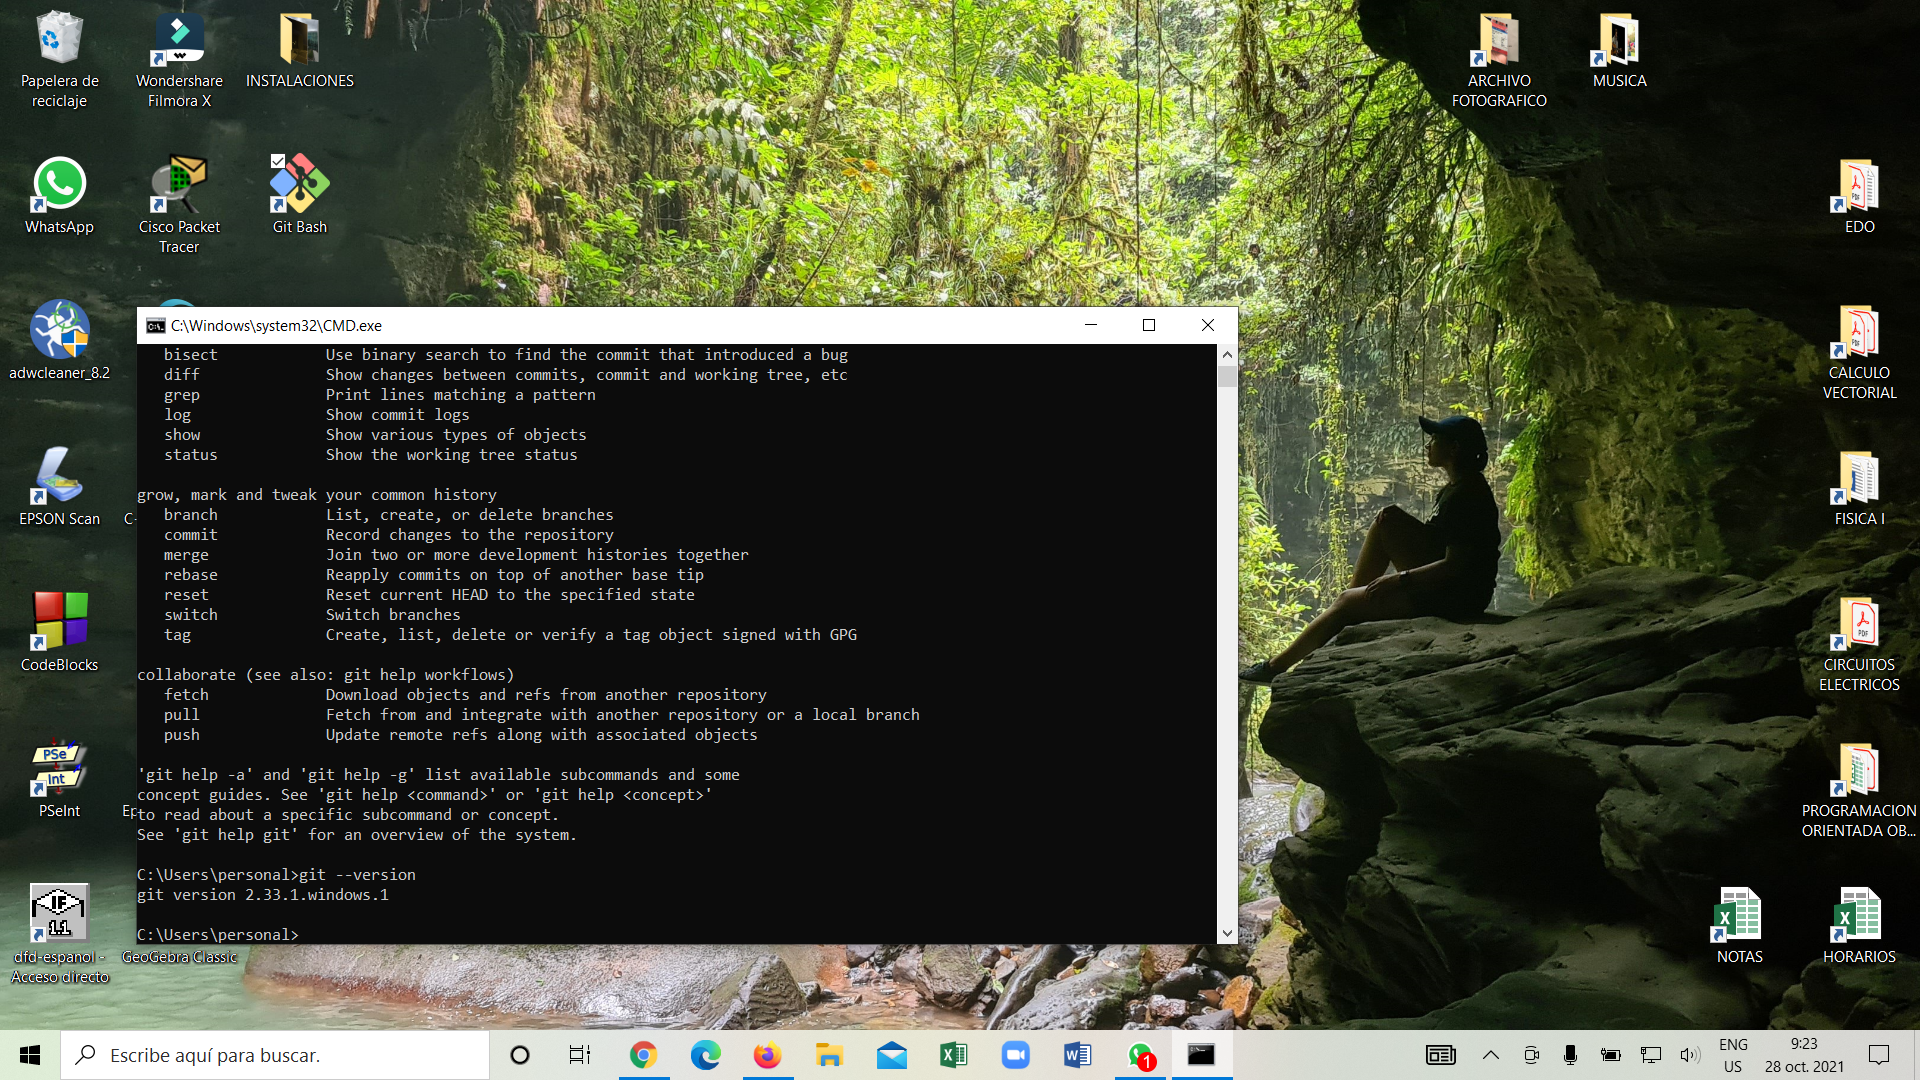 Papelera de
reciclaje
Wondershare
Filmora X
INSTALACIONES
ARCHIVO
FOTOGRAFICO
MUSICA
WhatsApp
Cisco Packet
Tracer
Git Bash
EDO
adwcleaner_8.2
CALCULO
VECTORIAL
EPSON Scan
C-
FISICA I
CodeBlocks
CIRCUITOS
ELECTRICOS
PSe
Int
PSeInt
Ep
PROGRAMACION
ORIENTADA OB...
IF
1.1
dfd-espanol -
Acceso directo
GeoGebra Classic
NOTAS
HORARIOS
C:\Windows\system32\CMD.exe
bisect Use binary search to find the commit that introduced a bug
diff Show changes between commits, commit and working tree, etc
grep Print lines matching a pattern
log Show commit logs
show Show various types of objects
status Show the working tree status
grow, mark and tweak your common history
branch List, create, or delete branches
commit Record changes to the repository
merge Join two or more development histories together
rebase Reapply commits on top of another base tip
reset Reset current HEAD to the specified state
switch Switch branches
tag Create, list, delete or verify a tag object signed with GPG
collaborate (see also: git help workflows)
fetch Download objects and refs from another repository
pull Fetch from and integrate with another repository or a local branch
push Update remote refs along with associated objects
'git help -a' and 'git help -g' list available subcommands and some
concept guides. See 'git help <command>' or 'git help <concept>'
to read about a specific subcommand or concept.
See 'git help git' for an overview of the system.
C:\Users\personal>git --version
git version 2.33.1.windows.1
C:\Users\personal>
Escribe aquí para buscar.
1
ENG
US
9:23
28 oct. 2021